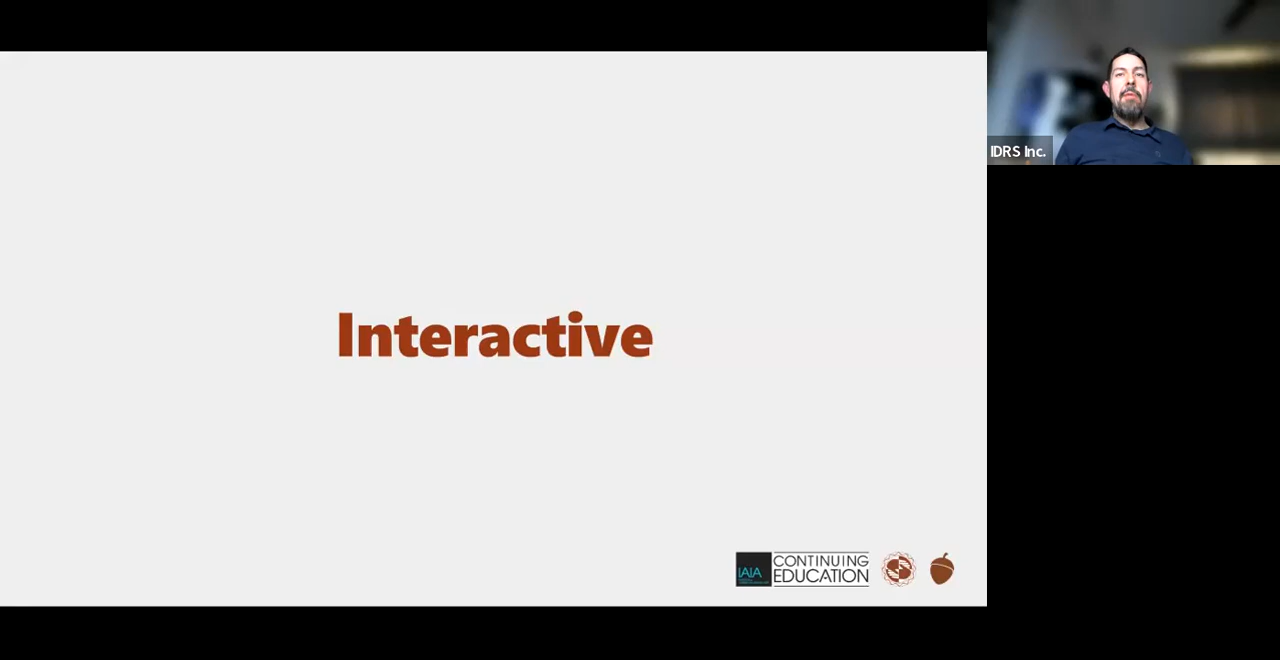 Interactive
IDRS Inc.
IAIA
CONTINUING
EDUCATION